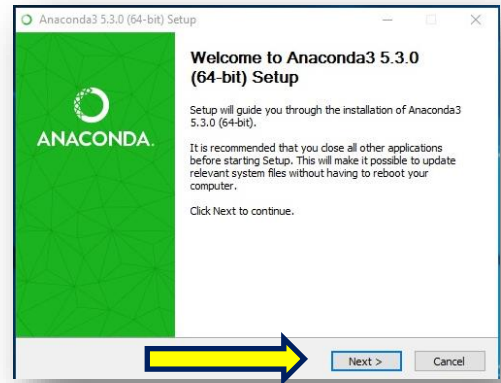 Anaconda3 5.3.0 (64-bit) Setup
ANACONDA.
Welcome to Anaconda3 5.3.0
(64-bit) Setup
Setup will guide you through the installation of Anaconda3
5.3.0 (64-bit).
It is recommended that you close all other applications
before starting Setup. This will make it possible to update
relevant system files without having to reboot your
computer.
Click Next to continue.
Next >
Cancel